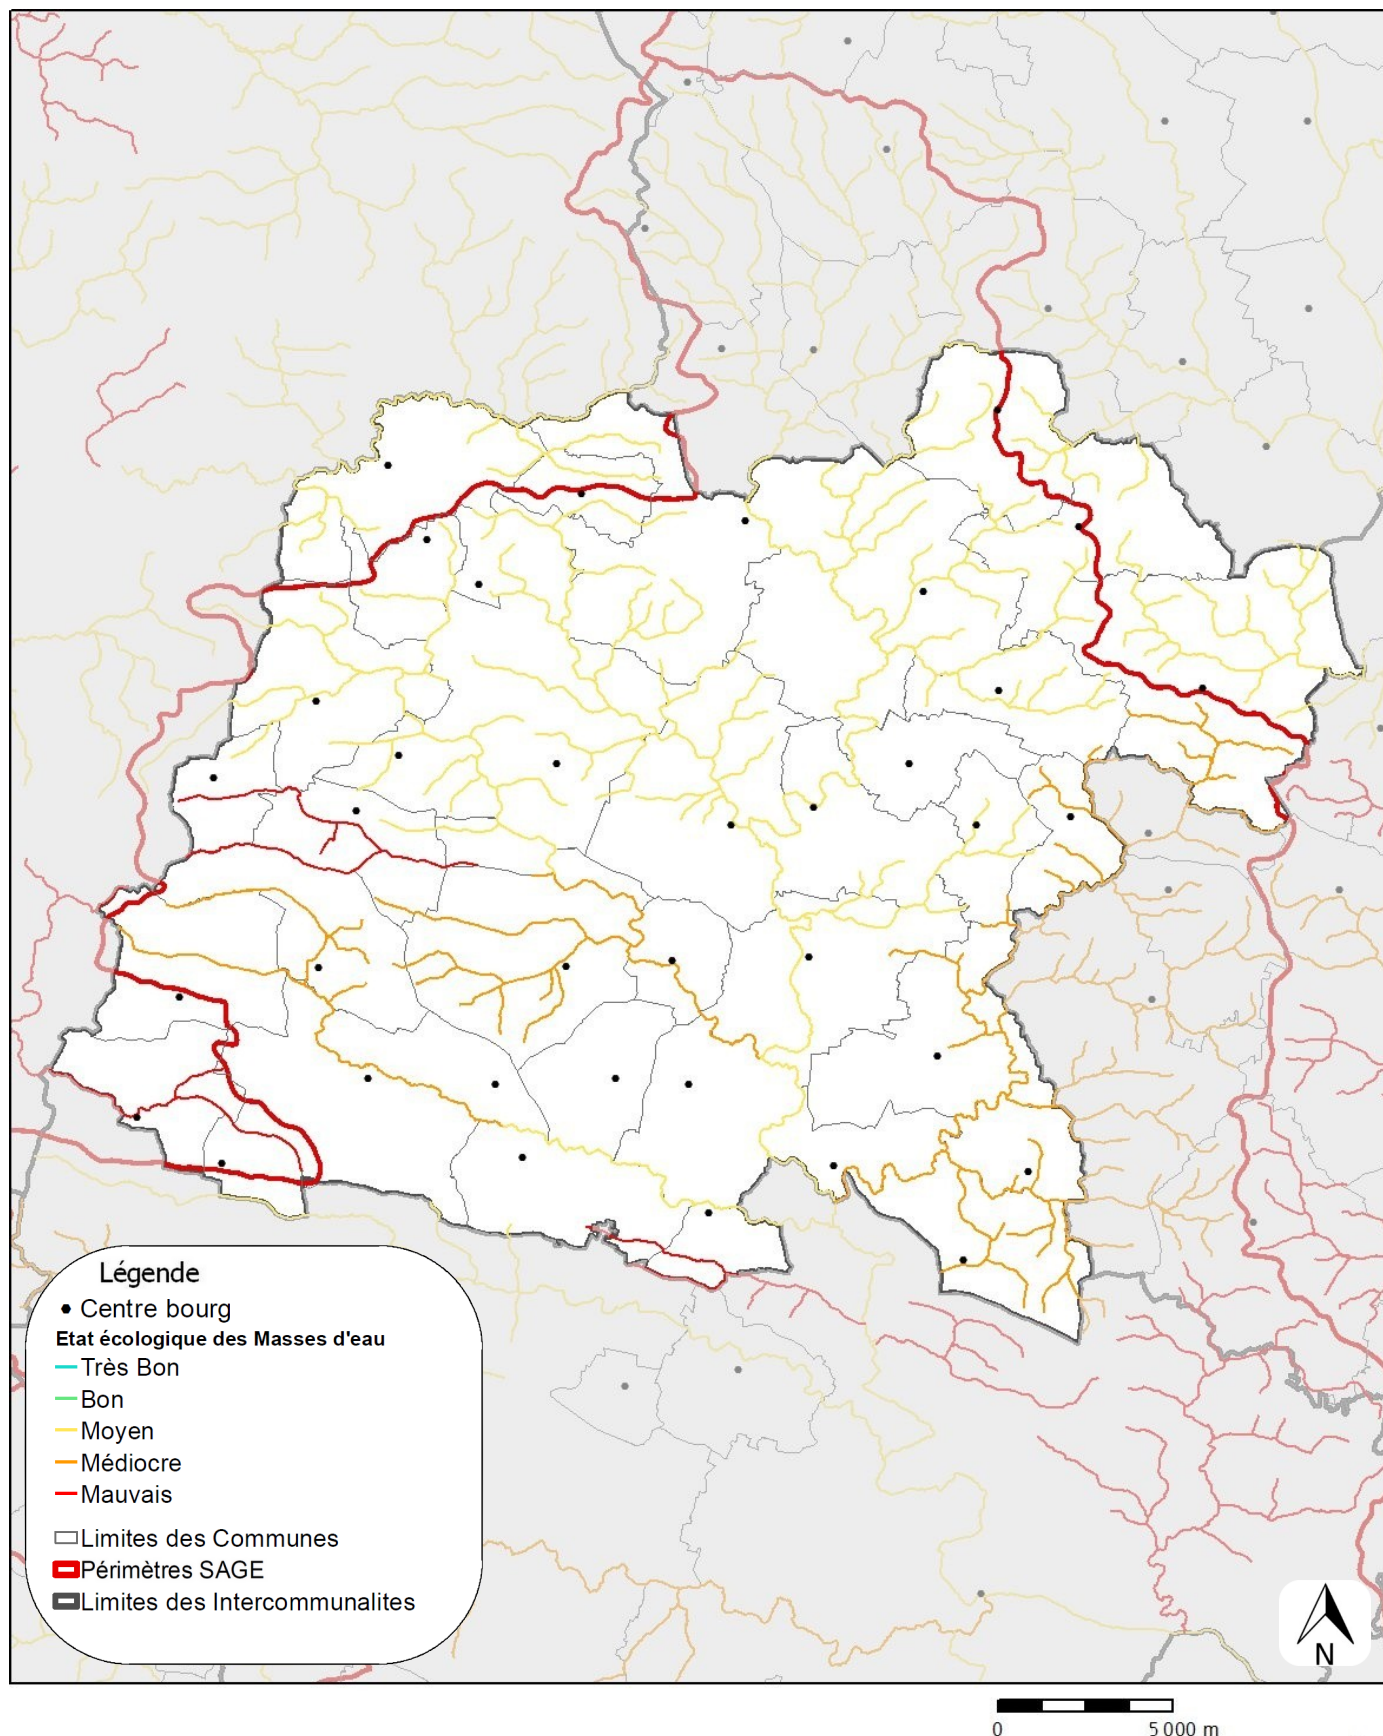 Légende
Centre bourg
Etat écologique des Masses d'eau
Très Bon
Bon
Moyen
Médiocre
Mauvais
Limites des Communes
Périmètres SAGE
Limites des Intercommunalites
N
0 5 000 m